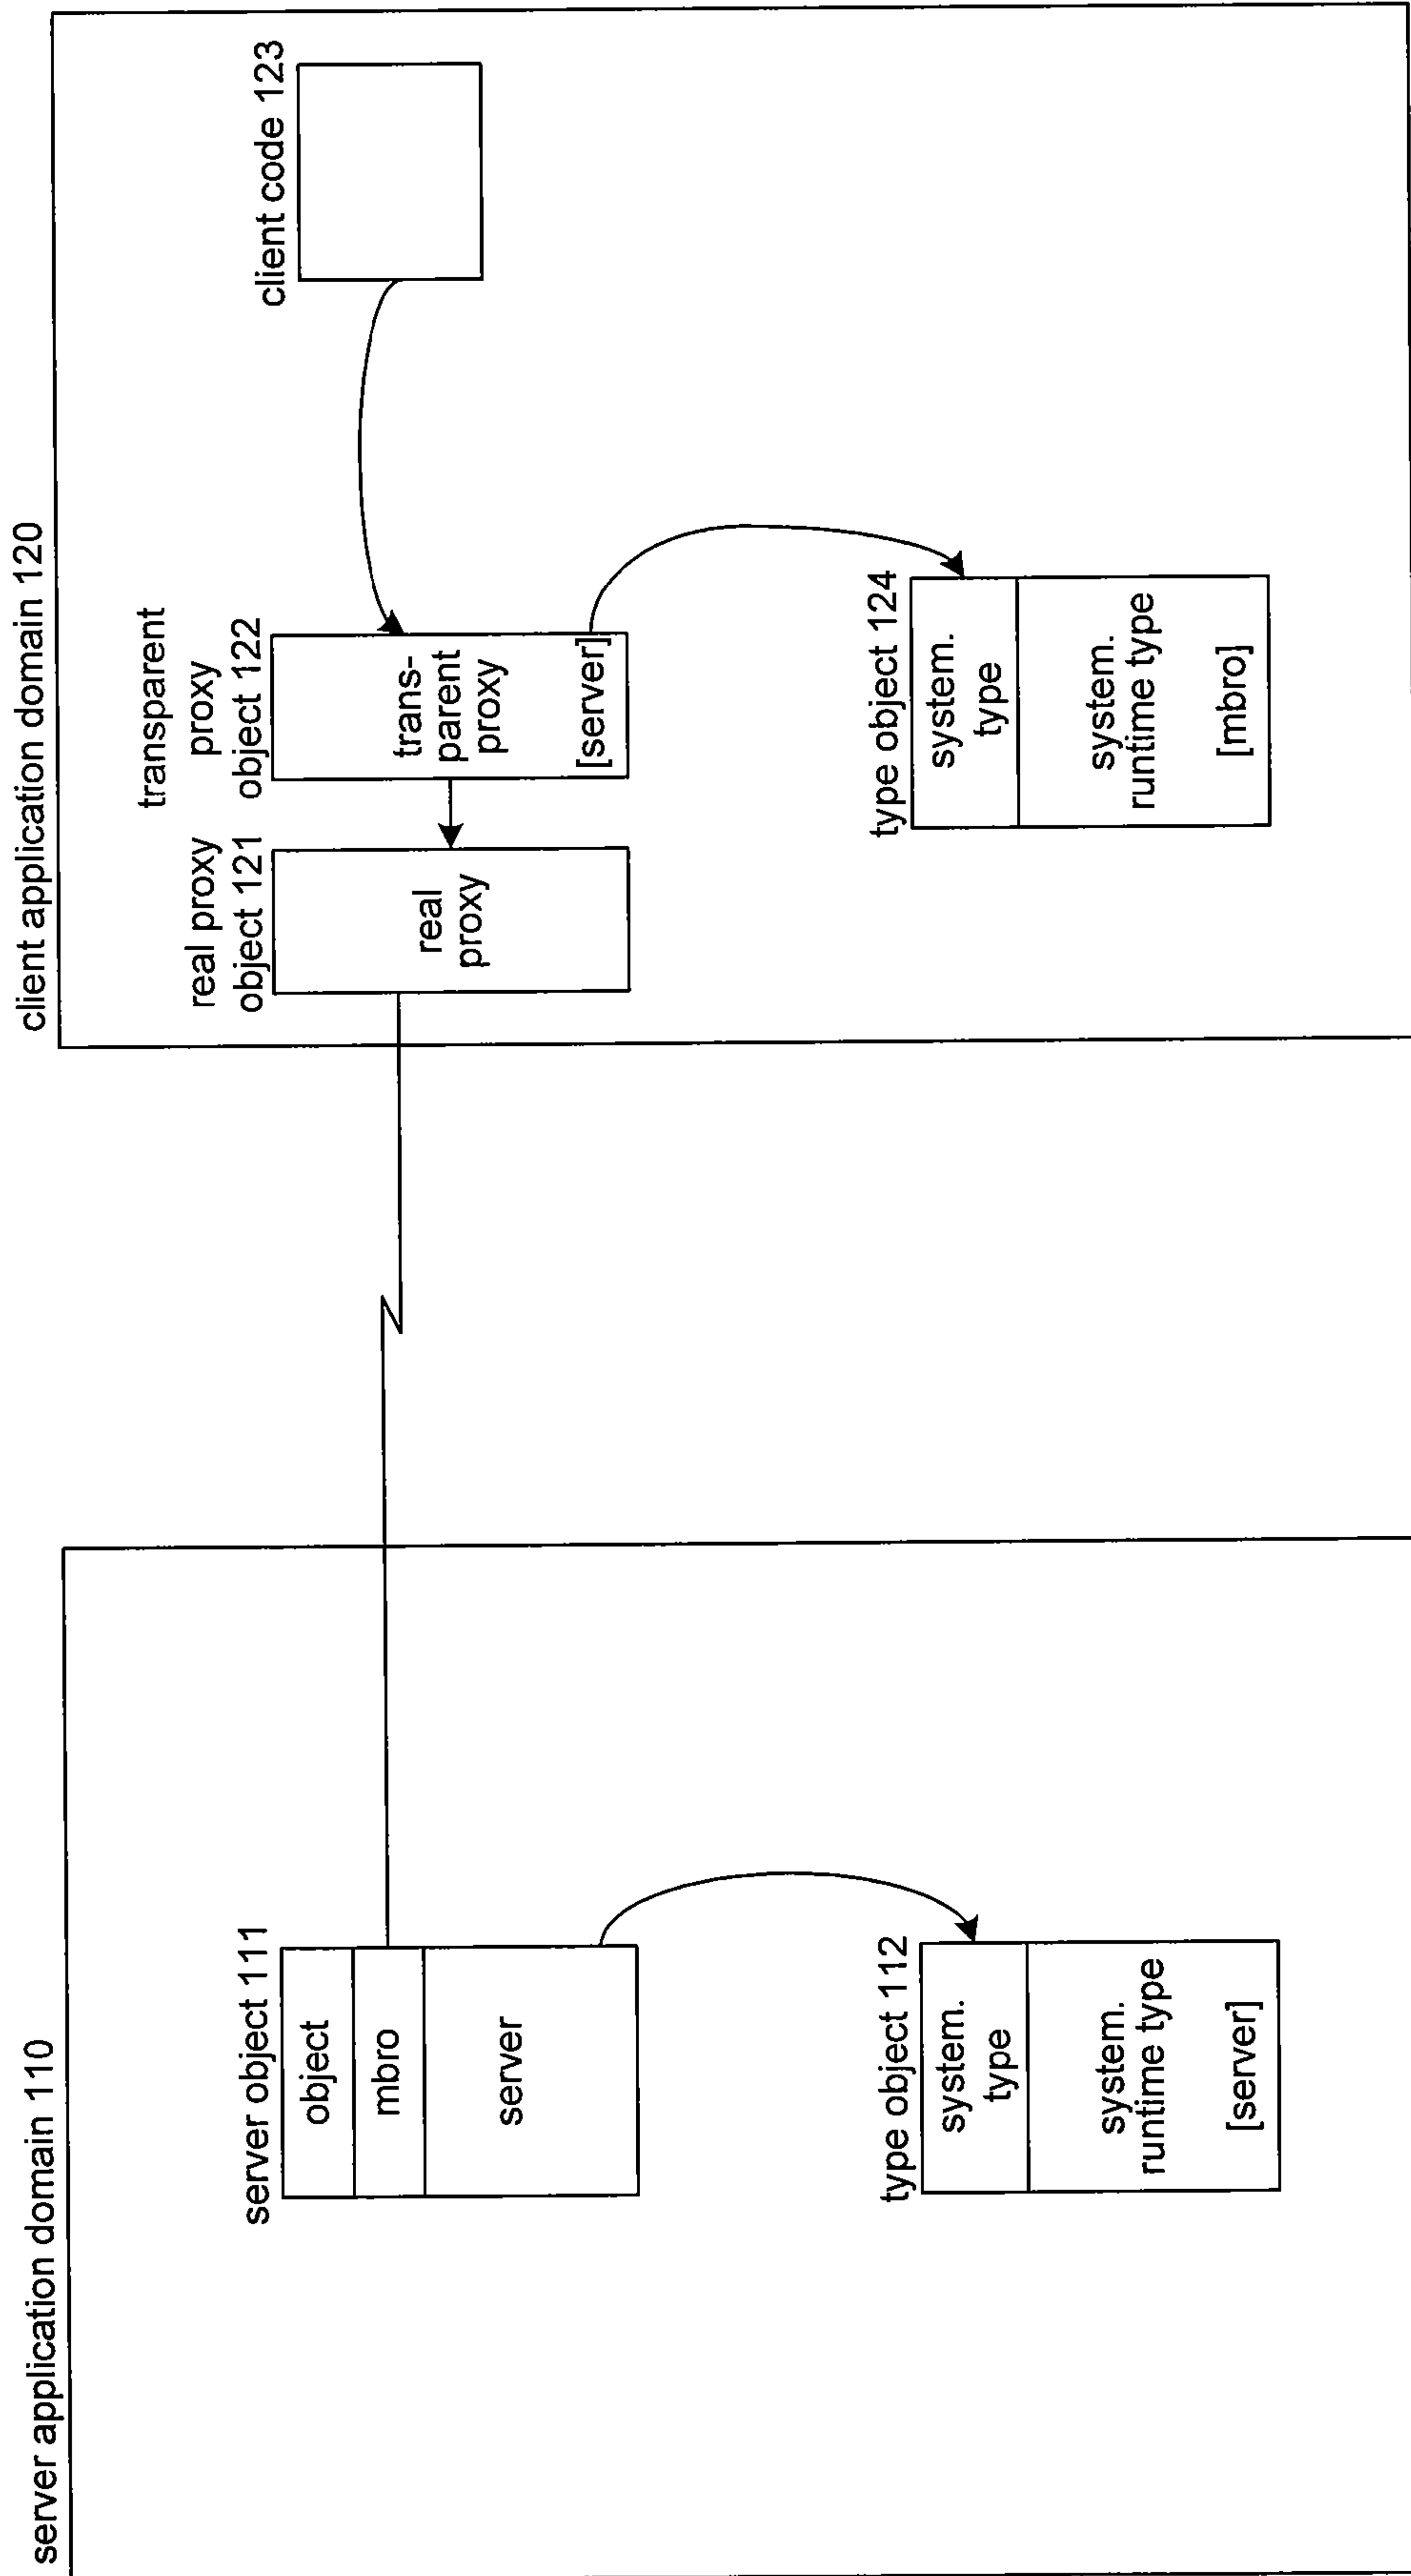 server application domain 110
server object 111
object
mbro
server
type object 112
system.
type
system.
runtime type
[server]
client application domain 120
real proxy
object 121
real
proxy
transparent
proxy
object 122
trans-
parent
proxy
[server]
client code 123
type object 124
system.
type
system.
runtime type
[mbro]